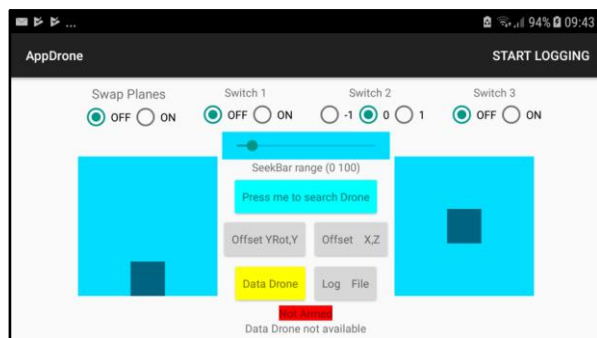 ... 94% 09:43
AppDrone START LOGGING
Swap Planes Switch 1 Switch 2 Switch 3
OFF ON OFF ON -1 0 1 OFF ON
SeekBar range (0 100)
Press me to search Drone
Offset YRot,Y Offset X,Z
Data Drone Log File
Not Armed
Data Drone not available